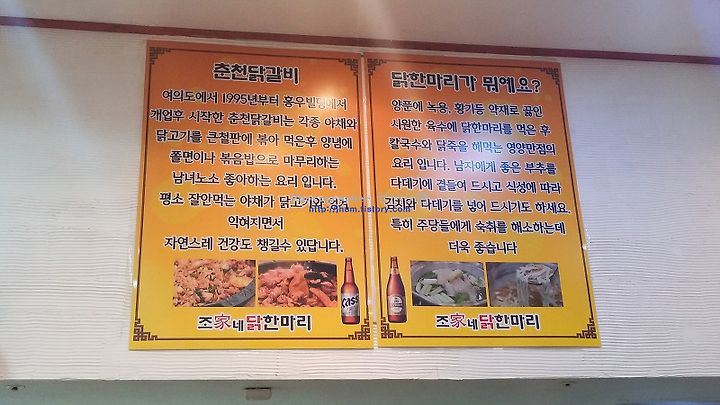 춘천닭갈비
여의도에서 1995년부터 홍우빌딩에서
개업후 시작한 춘천닭갈비는 각종 야채와
닭고기를 큰철판에 볶아 먹은후 양념에
쫄면이나 볶음밥으로 마무리하는
남녀노소 좋아하는 요리 입니다.
평소 잘안먹는 야채가 닭고기와
익혀지면서
자연스레 건강도 챙길수 있답니다.
CASS
조家네 닭한마리
닭한마리가 뭐예요?
양푼에 녹용, 황기등 약재로 끓인
시원한 육수에 닭한마리를 먹은 후
칼국수와 닭죽을 해먹는 영양만점의
요리 입니다. 남자에게 좋은 부추를
다데기에 곁들여 드시고 식성에 따라
김치와 다데기를 넣어 드시기도 하세요.
특히 주당들에게 숙취를 해소하는데
더욱 좋습니다
조家네 닭한마리
http://jhsm.tistory.com